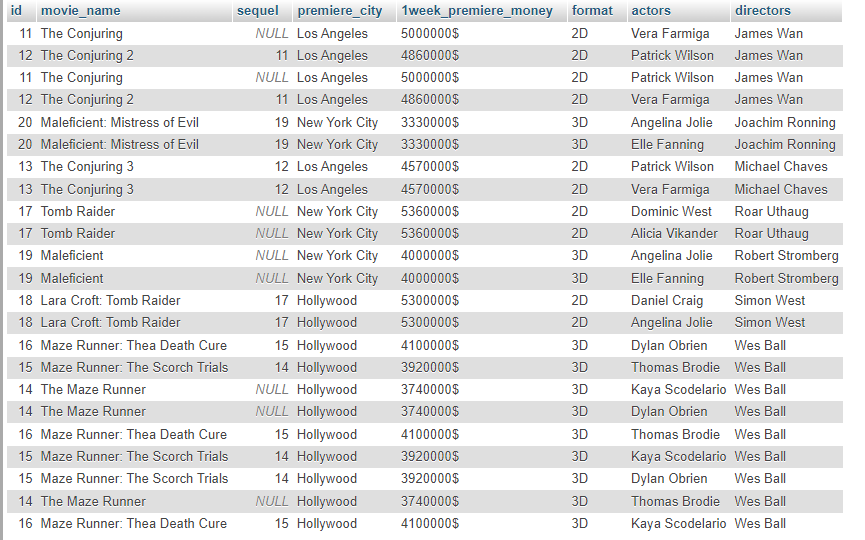 id movie_name sequel premiere_city 1week_premiere_money format actors directors
11 The Conjuring NULL Los Angeles 5000000$ 2D Vera Farmiga James Wan
12 The Conjuring 2 11 Los Angeles 4860000$ 2D Patrick Wilson James Wan
11 The Conjuring NULL Los Angeles 5000000$ 2D Patrick Wilson James Wan
12 The Conjuring 2 11 Los Angeles 4860000$ 2D Vera Farmiga James Wan
20 Maleficient: Mistress of Evil 19 New York City 3330000$ 3D Angelina Jolie Joachim Ronning
20 Maleficient: Mistress of Evil 19 New York City 3330000$ 3D Elle Fanning Joachim Ronning
13 The Conjuring 3 12 Los Angeles 4570000$ 2D Patrick Wilson Michael Chaves
13 The Conjuring 3 12 Los Angeles 4570000$ 2D Vera Farmiga Michael Chaves
17 Tomb Raider NULL New York City 5360000$ 2D Dominic West Roar Uthaug
17 Tomb Raider NULL New York City 5360000$ 2D Alicia Vikander Roar Uthaug
19 Maleficient NULL New York City 4000000$ 3D Angelina Jolie Robert Stromberg
19 Maleficient NULL New York City 4000000$ 3D Elle Fanning Robert Stromberg
18 Lara Croft: Tomb Raider 17 Hollywood 5300000$ 2D Daniel Craig Simon West
18 Lara Croft: Tomb Raider 17 Hollywood 5300000$ 2D Angelina Jolie Simon West
16 Maze Runner: Thea Death Cure 15 Hollywood 4100000$ 3D Dylan Obrien Wes Ball
15 Maze Runner: The Scorch Trials 14 Hollywood 3920000$ 3D Thomas Brodie Wes Ball
14 The Maze Runner NULL Hollywood 3740000$ 3D Kaya Scodelario Wes Ball
14 The Maze Runner NULL Hollywood 3740000$ 3D Dylan Obrien Wes Ball
16 Maze Runner: Thea Death Cure 15 Hollywood 4100000$ 3D Thomas Brodie Wes Ball
15 Maze Runner: The Scorch Trials 14 Hollywood 3920000$ 3D Kaya Scodelario Wes Ball
15 Maze Runner: The Scorch Trials 14 Hollywood 3920000$ 3D Dylan Obrien Wes Ball
14 The Maze Runner NULL Hollywood 3740000$ 3D Thomas Brodie Wes Ball
16 Maze Runner: Thea Death Cure 15 Hollywood 4100000$ 3D Kaya Scodelario Wes Ball